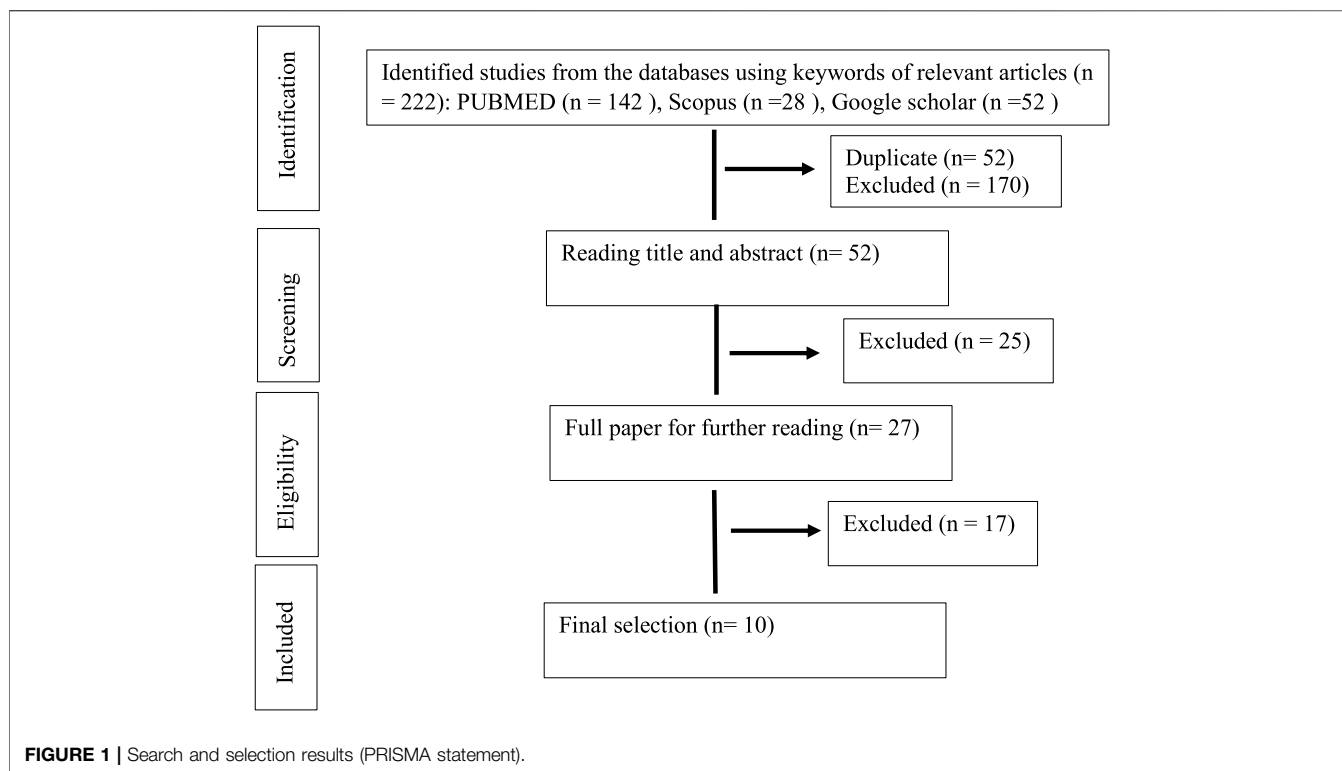 Identification
Identified studies from the databases using keywords of relevant articles (n
= 222): PUBMED (n = 142 ), Scopus (n =28 ), Google scholar (n =52 )
Duplicate (n= 52)
Excluded (n = 170)
Screening
Reading title and abstract (n= 52)
Excluded (n = 25)
Eligibility
Full paper for further reading (n= 27)
Excluded (n = 17)
Included
Final selection (n= 10)
FIGURE 1 | Search and selection results (PRISMA statement).